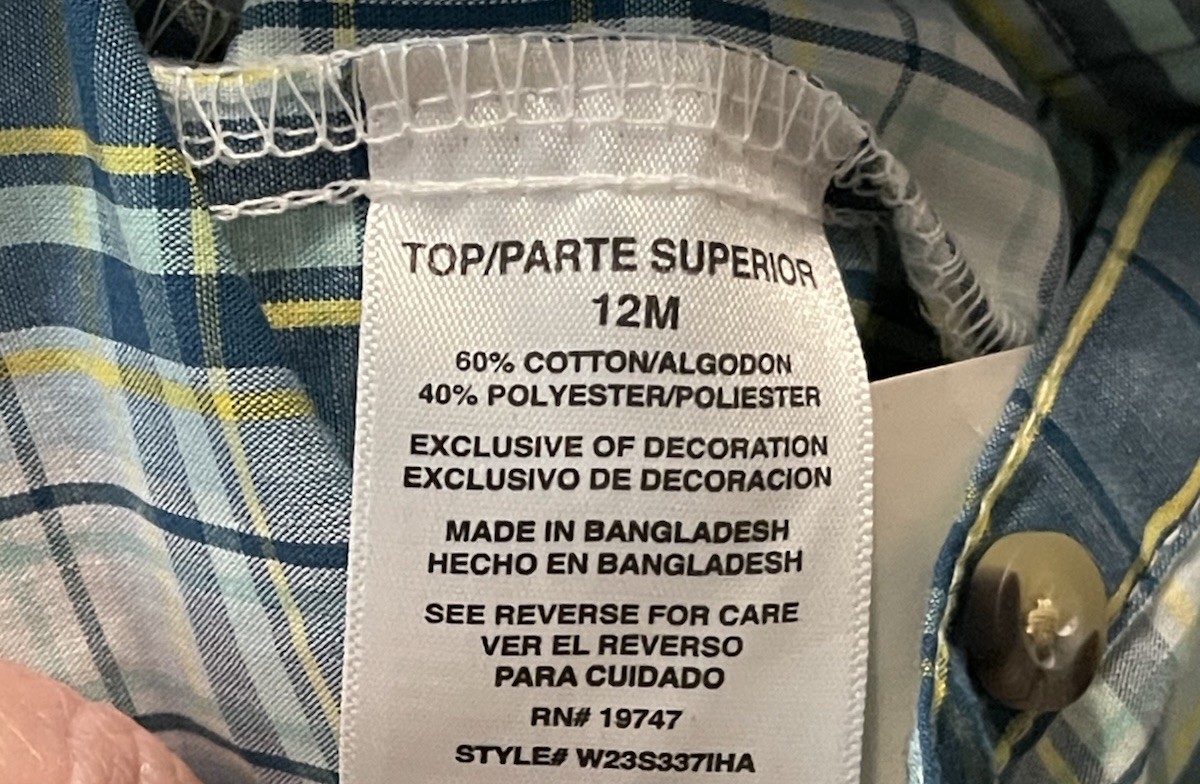 TOP/PARTE SUPERIOR
12M
60% COTTON/ALGODON
40% POLYESTER/POLIESTER
EXCLUSIVE OF DECORATION
EXCLUSIVO DE DECORACION
MADE IN BANGLADESH
HECHO EN BANGLADESH
SEE REVERSE FOR CARE
VER EL REVERSO
PARA CUIDADO
RN# 19747
STYLE# W23S337IHA